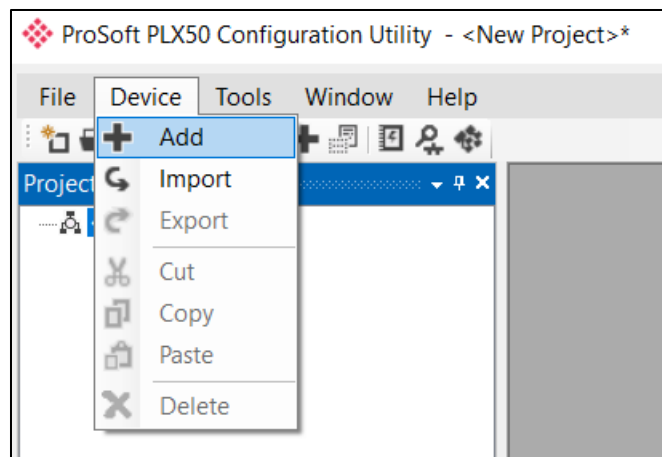 ProSoft PLX50 Configuration Utility - <New Project>*
File Device Tools Window Help
Add
Project
Import
Export
Cut
Copy
Paste
Delete